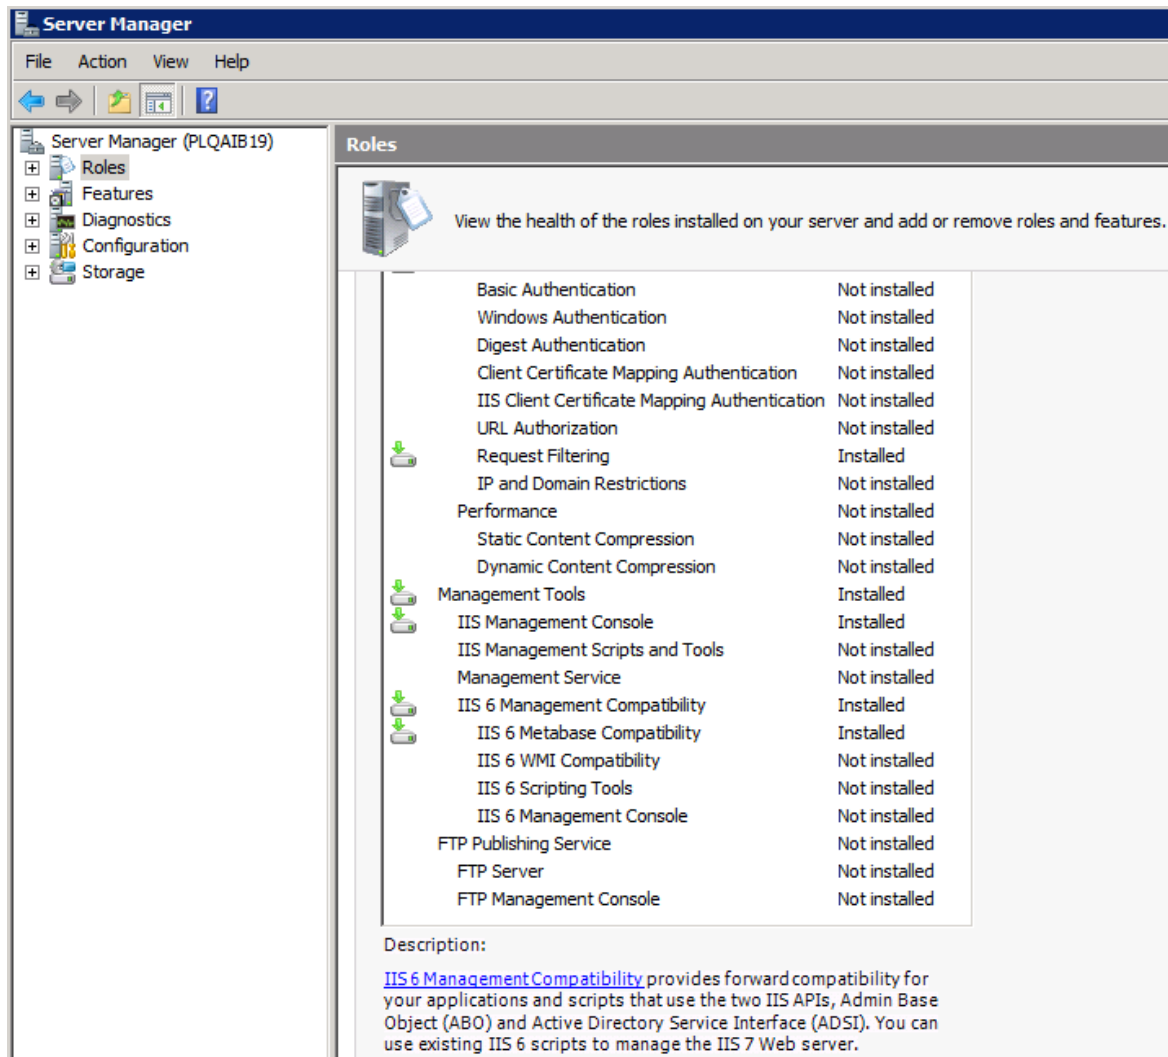 Server Manager
File Action View Help
Server Manager (PLQAIB19)
Roles
Features
Diagnostics
Configuration
Storage
Roles
View the health of the roles installed on your server and add or remove roles and features.
Basic Authentication Not installed
Windows Authentication Not installed
Digest Authentication Not installed
Client Certificate Mapping Authentication Not installed
IIS Client Certificate Mapping Authentication Not installed
URL Authorization Not installed
Request Filtering Installed
IP and Domain Restrictions Not installed
Performance Not installed
Static Content Compression Not installed
Dynamic Content Compression Not installed
Management Tools Installed
IIS Management Console Installed
IIS Management Scripts and Tools Not installed
Management Service Not installed
IIS 6 Management Compatibility Installed
IIS 6 Metabase Compatibility Installed
IIS 6 WMI Compatibility Not installed
IIS 6 Scripting Tools Not installed
IIS 6 Management Console Not installed
FTP Publishing Service Not installed
FTP Server Not installed
FTP Management Console Not installed
Description:
IIS 6 Management Compatibility provides forward compatibility for
your applications and scripts that use the two IIS APIs, Admin Base
Object (ABO) and Active Directory Service Interface (ADSI). You can
use existing IIS 6 scripts to manage the IIS 7 Web server.